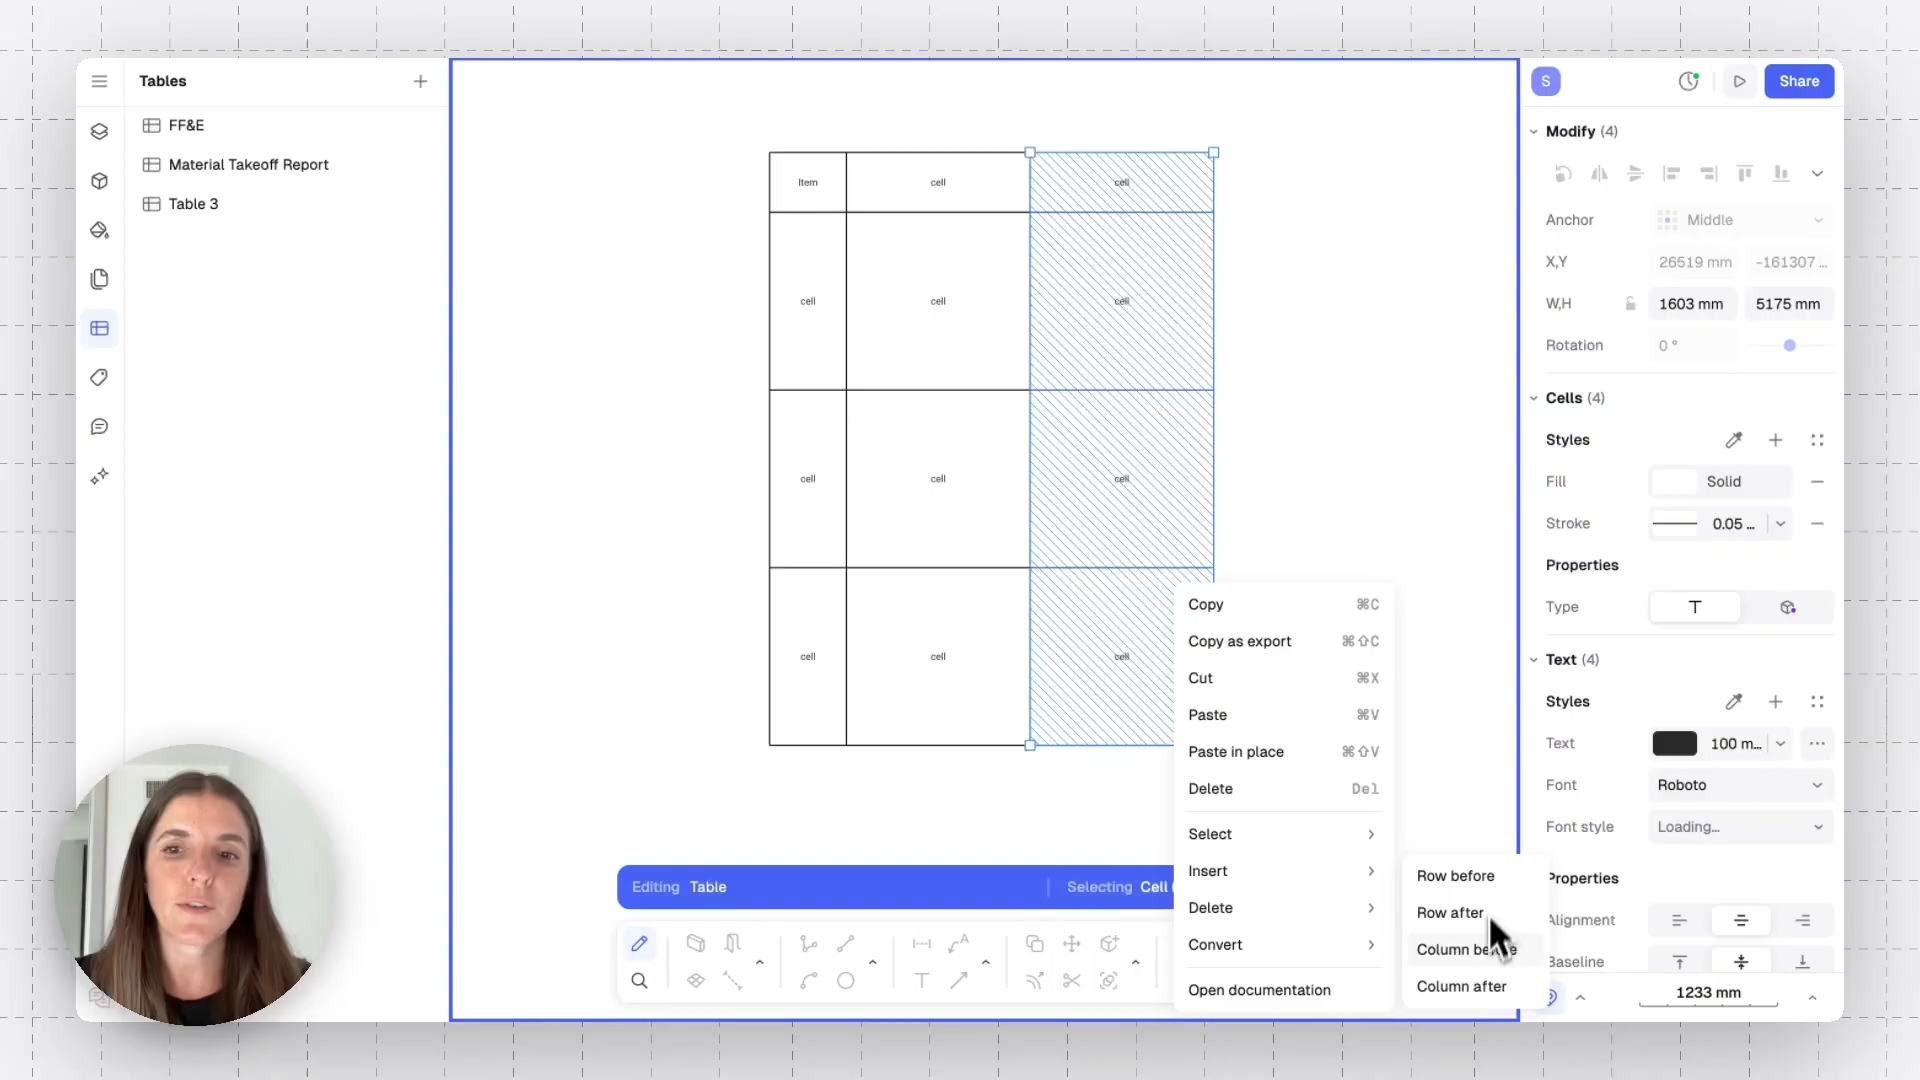 Tables
FF&E
Material Takeoff Report
Table 3
Item cell cell
cell cell cell
cell cell cell
cell cell cell
Copy ⌘C
Copy as export ⌘⇧C
Cut ⌘X
Paste ⌘V
Paste in place ⌘⇧V
Delete Del
Select
Insert
Delete
Convert
Open documentation
Row before
Row after
Column
Column after
Editing Table
Selecting Cell
S
Share
Modify (4)
Anchor Middle
X,Y 26519 mm -161307 ...
W,H 1603 mm 5175 mm
Rotation 0 °
Cells (4)
Styles
Fill Solid
Stroke 0.05 ...
Properties
Type T
Text (4)
Styles
Text 100 m...
Font Roboto
Font style Loading...
Properties
Alignment
Baseline
1233 mm